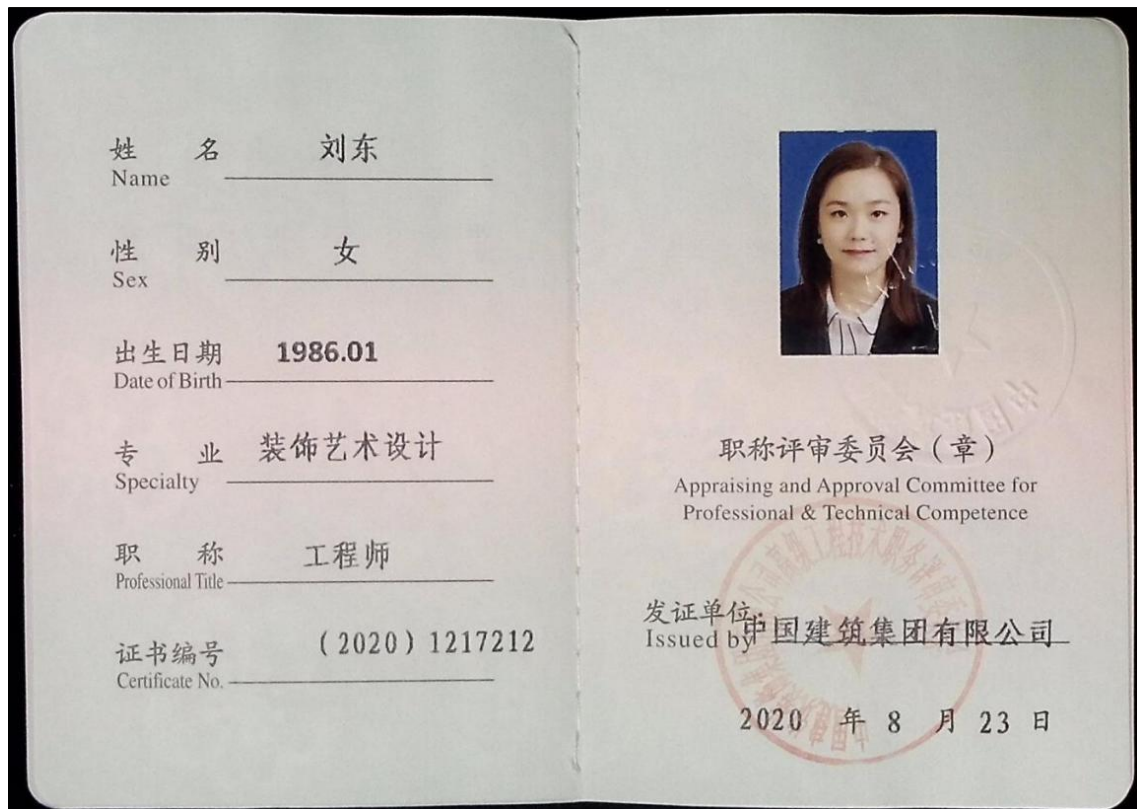 姓 名 刘东
Name
性 别 女
Sex
出生日期 1986.01
Date of Birth
专 业 装饰艺术设计
Specialty
职 称 工程师
Professional Title
证书编号 (2020)1217212
Certificate No.
职称评审委员会(章)
Appraising and Approval Committee for
Professional & Technical Competence
发证单位:
Issued by 中国建筑集团有限公司
2020 年 8 月 23 日